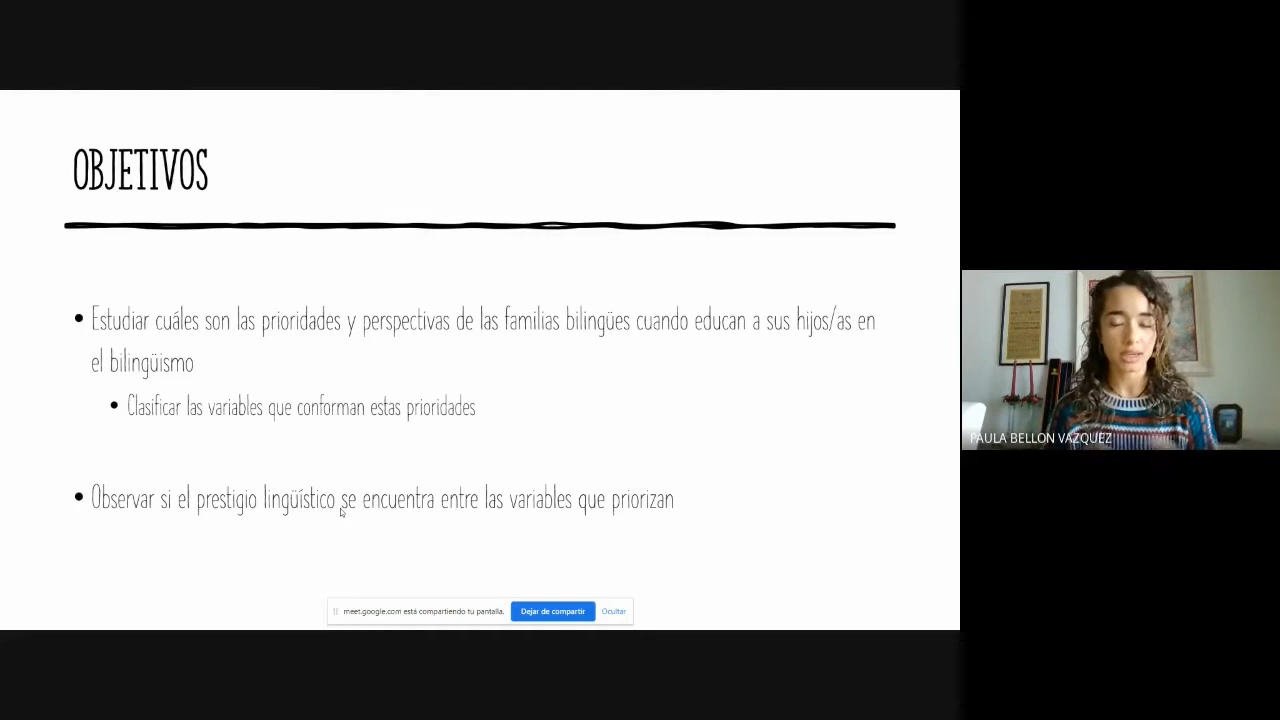 OBJETIVOS
• Estudiar cuáles son las prioridades y perspectivas de las familias bilingües cuando educan a sus hijos/as en
el bilingüismo
• Clasificar las variables que conforman estas prioridades
• Observar si el prestigio lingüístico se encuentra entre las variables que priorizan
meet.google.com está compartiendo tu pantalla.
Dejar de compartir
Ocultar
PAULA BELLON VAZQUEZ